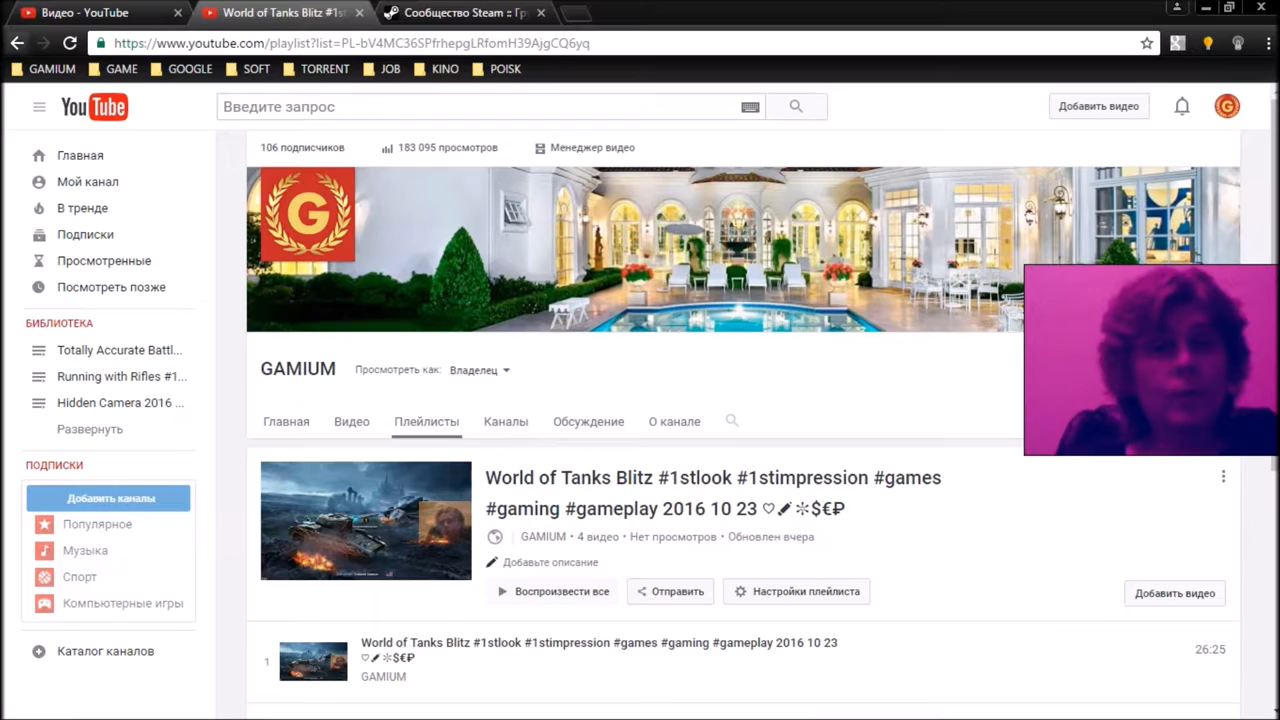 Видео - YouTube
World of Tanks Blitz #1s
Сообщество Steam :: Гр
https://www.youtube.com/playlist?list=PL-bV4MC36SPfrhepgLRfomH39AjgCQ6yq
GAMIUM GAME GOOGLE SOFT TORRENT JOB KINO POISK
YouTube
Введите запрос
Добавить видео
G
106 подписчиков
183 095 просмотров
Менеджер видео
Главная
Мой канал
В тренде
Подписки
Просмотренные
Посмотреть позже
БИБЛИОТЕКА
Totally Accurate Battl...
Running with Rifles #1...
Hidden Camera 2016 ...
Развернуть
ПОДПИСКИ
Добавить каналы
Популярное
Музыка
Спорт
Компьютерные игры
Каталог каналов
G
GAMIUM
Просмотреть как: Владелец
Главная Видео Плейлисты Каналы Обсуждение О канале
World of Tanks Blitz #1stlook #1stimpression #games
#gaming #gameplay 2016 10 23 ♡✐❊$€₽
GAMIUM • 4 видео • Нет просмотров • Обновлен вчера
Добавьте описание
Воспроизвести все
Отправить
Настройки плейлиста
Добавить видео
1
World of Tanks Blitz #1stlook #1stimpression #games #gaming #gameplay 2016 10 23
♡✐❊$€₽
GAMIUM
26:25